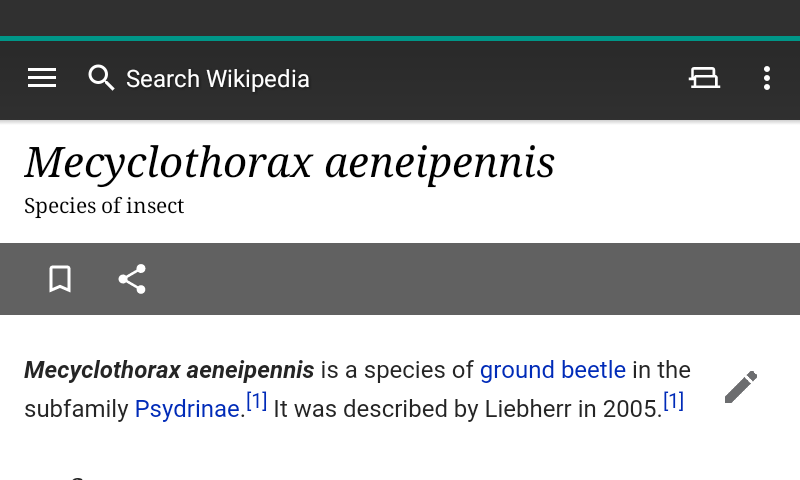 Search Wikipedia
Mecyclothorax aeneipennis
Species of insect
Mecyclothorax aeneipennis is a species of ground beetle in the
subfamily Psydrinae.[1] It was described by Liebherr in 2005.[1]